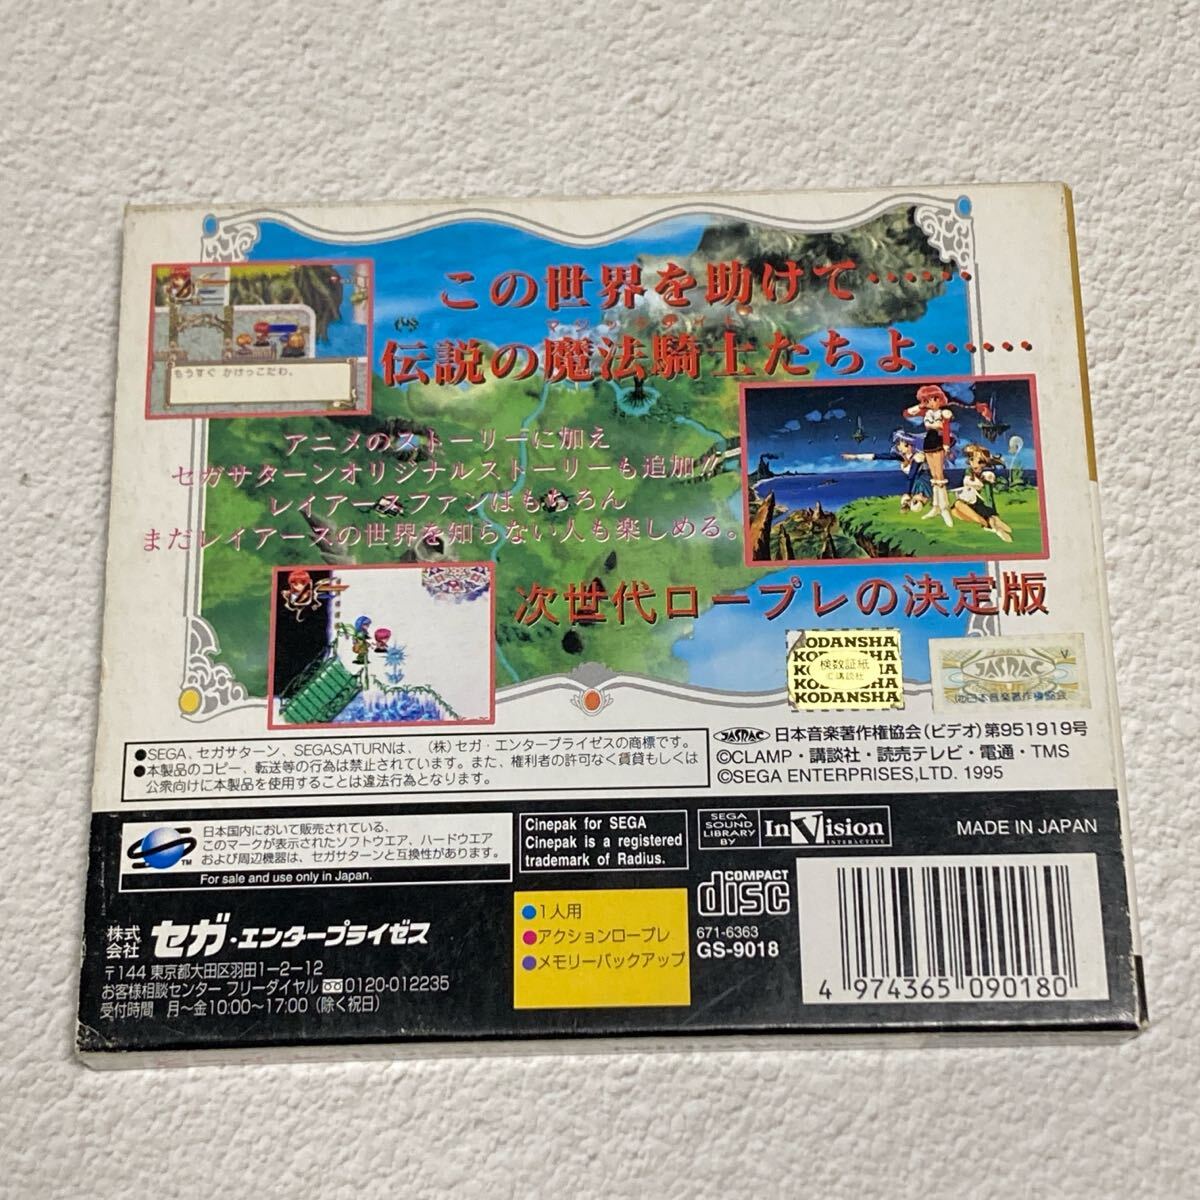 この世界を助けて……
マジックナイト
伝説の魔法騎士たちよ……
もうすぐ かけっこだわ。
アニメのストーリーに加え
セガサターンオリジナルストーリーも追加!!
レイアースファンはもちろん
まだレイアースの世界を知らない人も楽しめる。
次世代ロープレの決定版
KODANSHA
KODANSHA
検数証紙
©講談社
KODANSHA
KODANSHA
JASRAC
V
(社)日本音楽著作権協会
●SEGA、セガサターン、SEGASATURNは、(株)セガ・エンタープライゼスの商標です。
●本製品のコピー、転送等の行為は禁止されています。また、権利者の許可なく賃貸もしくは
公衆向けに本製品を使用することは違法行為となります。
JASRAC 日本音楽著作権協会(ビデオ)第951919号
©CLAMP・講談社・読売テレビ・電通・TMS
©SEGA ENTERPRISES,LTD. 1995
TM
日本国内において販売されている、
このマークが表示されたソフトウエア、ハードウエア
および周辺機器は、セガサターンと互換性があります。
For sale and use only in Japan.
Cinepak for SEGA
Cinepak is a registered
trademark of Radius.
SEGA
SOUND
LIBRARY
BY
InVision
INTERACTIVE
MADE IN JAPAN
株式会社 セガ・エンタープライゼス
〒144 東京都大田区羽田1-2-12
お客様相談センター フリーダイヤル 0120-012235
受付時間 月〜金10:00〜17:00(除く祝日)
●1人用
●アクションロープレ
●メモリーバックアップ
COMPACT
disc
671-6363
GS-9018
4 974365 090180